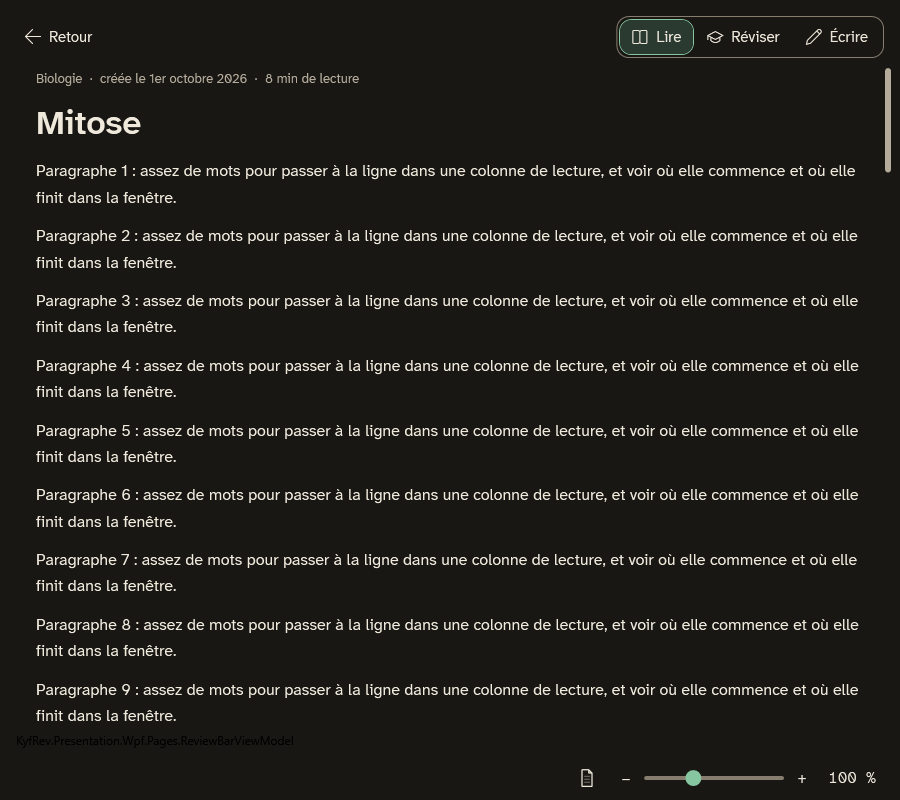 Retour
Lire
Réviser
Écrire
Biologie · créée le 1er octobre 2026 · 8 min de lecture
Mitose
Paragraphe 1 : assez de mots pour passer à la ligne dans une colonne de lecture, et voir où elle commence et où elle
finit dans la fenêtre.
Paragraphe 2 : assez de mots pour passer à la ligne dans une colonne de lecture, et voir où elle commence et où elle
finit dans la fenêtre.
Paragraphe 3 : assez de mots pour passer à la ligne dans une colonne de lecture, et voir où elle commence et où elle
finit dans la fenêtre.
Paragraphe 4 : assez de mots pour passer à la ligne dans une colonne de lecture, et voir où elle commence et où elle
finit dans la fenêtre.
Paragraphe 5 : assez de mots pour passer à la ligne dans une colonne de lecture, et voir où elle commence et où elle
finit dans la fenêtre.
Paragraphe 6 : assez de mots pour passer à la ligne dans une colonne de lecture, et voir où elle commence et où elle
finit dans la fenêtre.
Paragraphe 7 : assez de mots pour passer à la ligne dans une colonne de lecture, et voir où elle commence et où elle
finit dans la fenêtre.
Paragraphe 8 : assez de mots pour passer à la ligne dans une colonne de lecture, et voir où elle commence et où elle
finit dans la fenêtre.
Paragraphe 9 : assez de mots pour passer à la ligne dans une colonne de lecture, et voir où elle commence et où elle
finit dans la fenêtre.
KyfRev.Presentation.Wpf.Pages.ReviewBarViewModel
– + 100 %